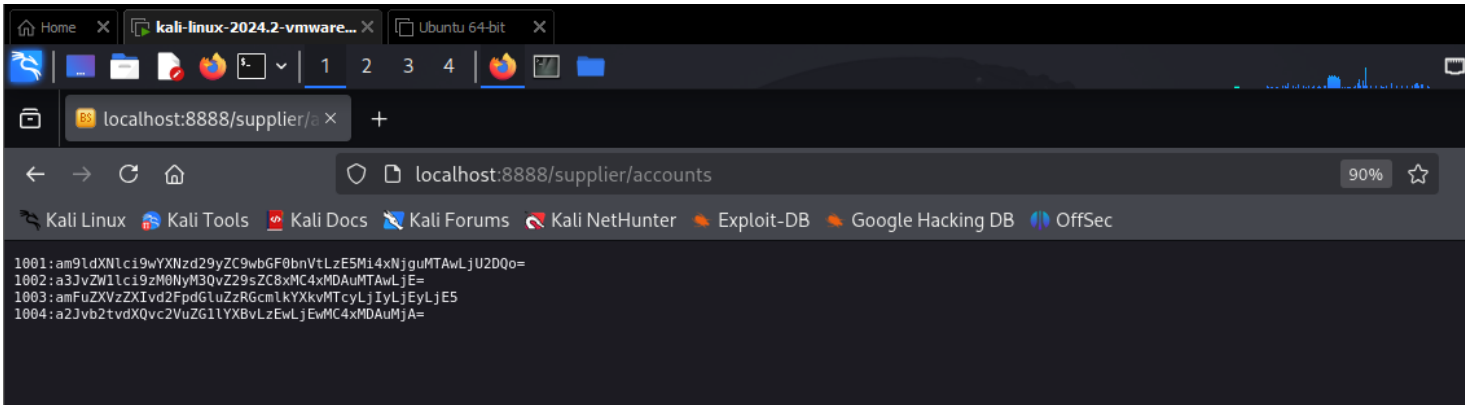 Home
kali-linux-2024.2-vmware...
Ubuntu 64-bit
1 2 3 4
localhost:8888/supplier/a
localhost:8888/supplier/accounts 90%
Kali Linux Kali Tools Kali Docs Kali Forums Kali NetHunter Exploit-DB Google Hacking DB OffSec
1001:am9ldXNlci9wYXNzd29yZC9wbGF0bnVtLzE5Mi4xNjguMTAwLjU2DQo=
1002:a3JvZW1lci9zM0NyM3QvZ29sZC8xMC4xMDAuMTAwLjE=
1003:amFuZXVzZXIvd2FpdGluZzRGcmlkYXkvMTcyLjIyLjEyLjE5
1004:a2Jvb2tvdXQvc2VuZG1lYXBvLzEwLjEwMC4xMDAuMjA=